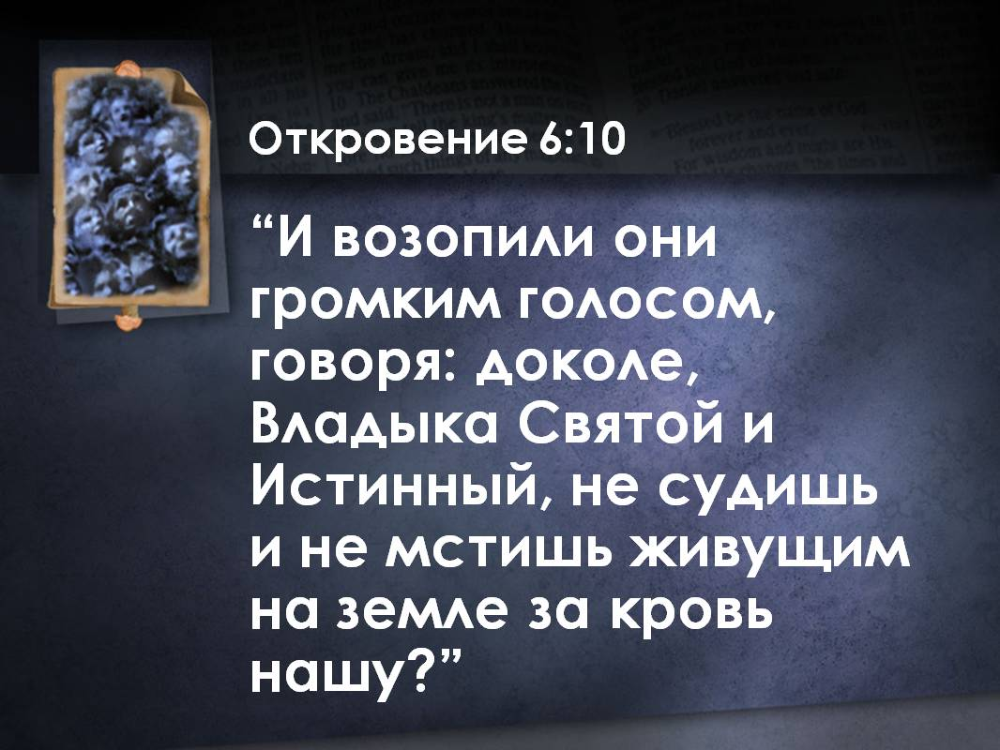 Откровение 6:10
“И возопили они
громким голосом,
говоря: доколе,
Владыка Святой и
Истинный, не судишь
и не мстишь живущим
на земле за кровь
нашу?”